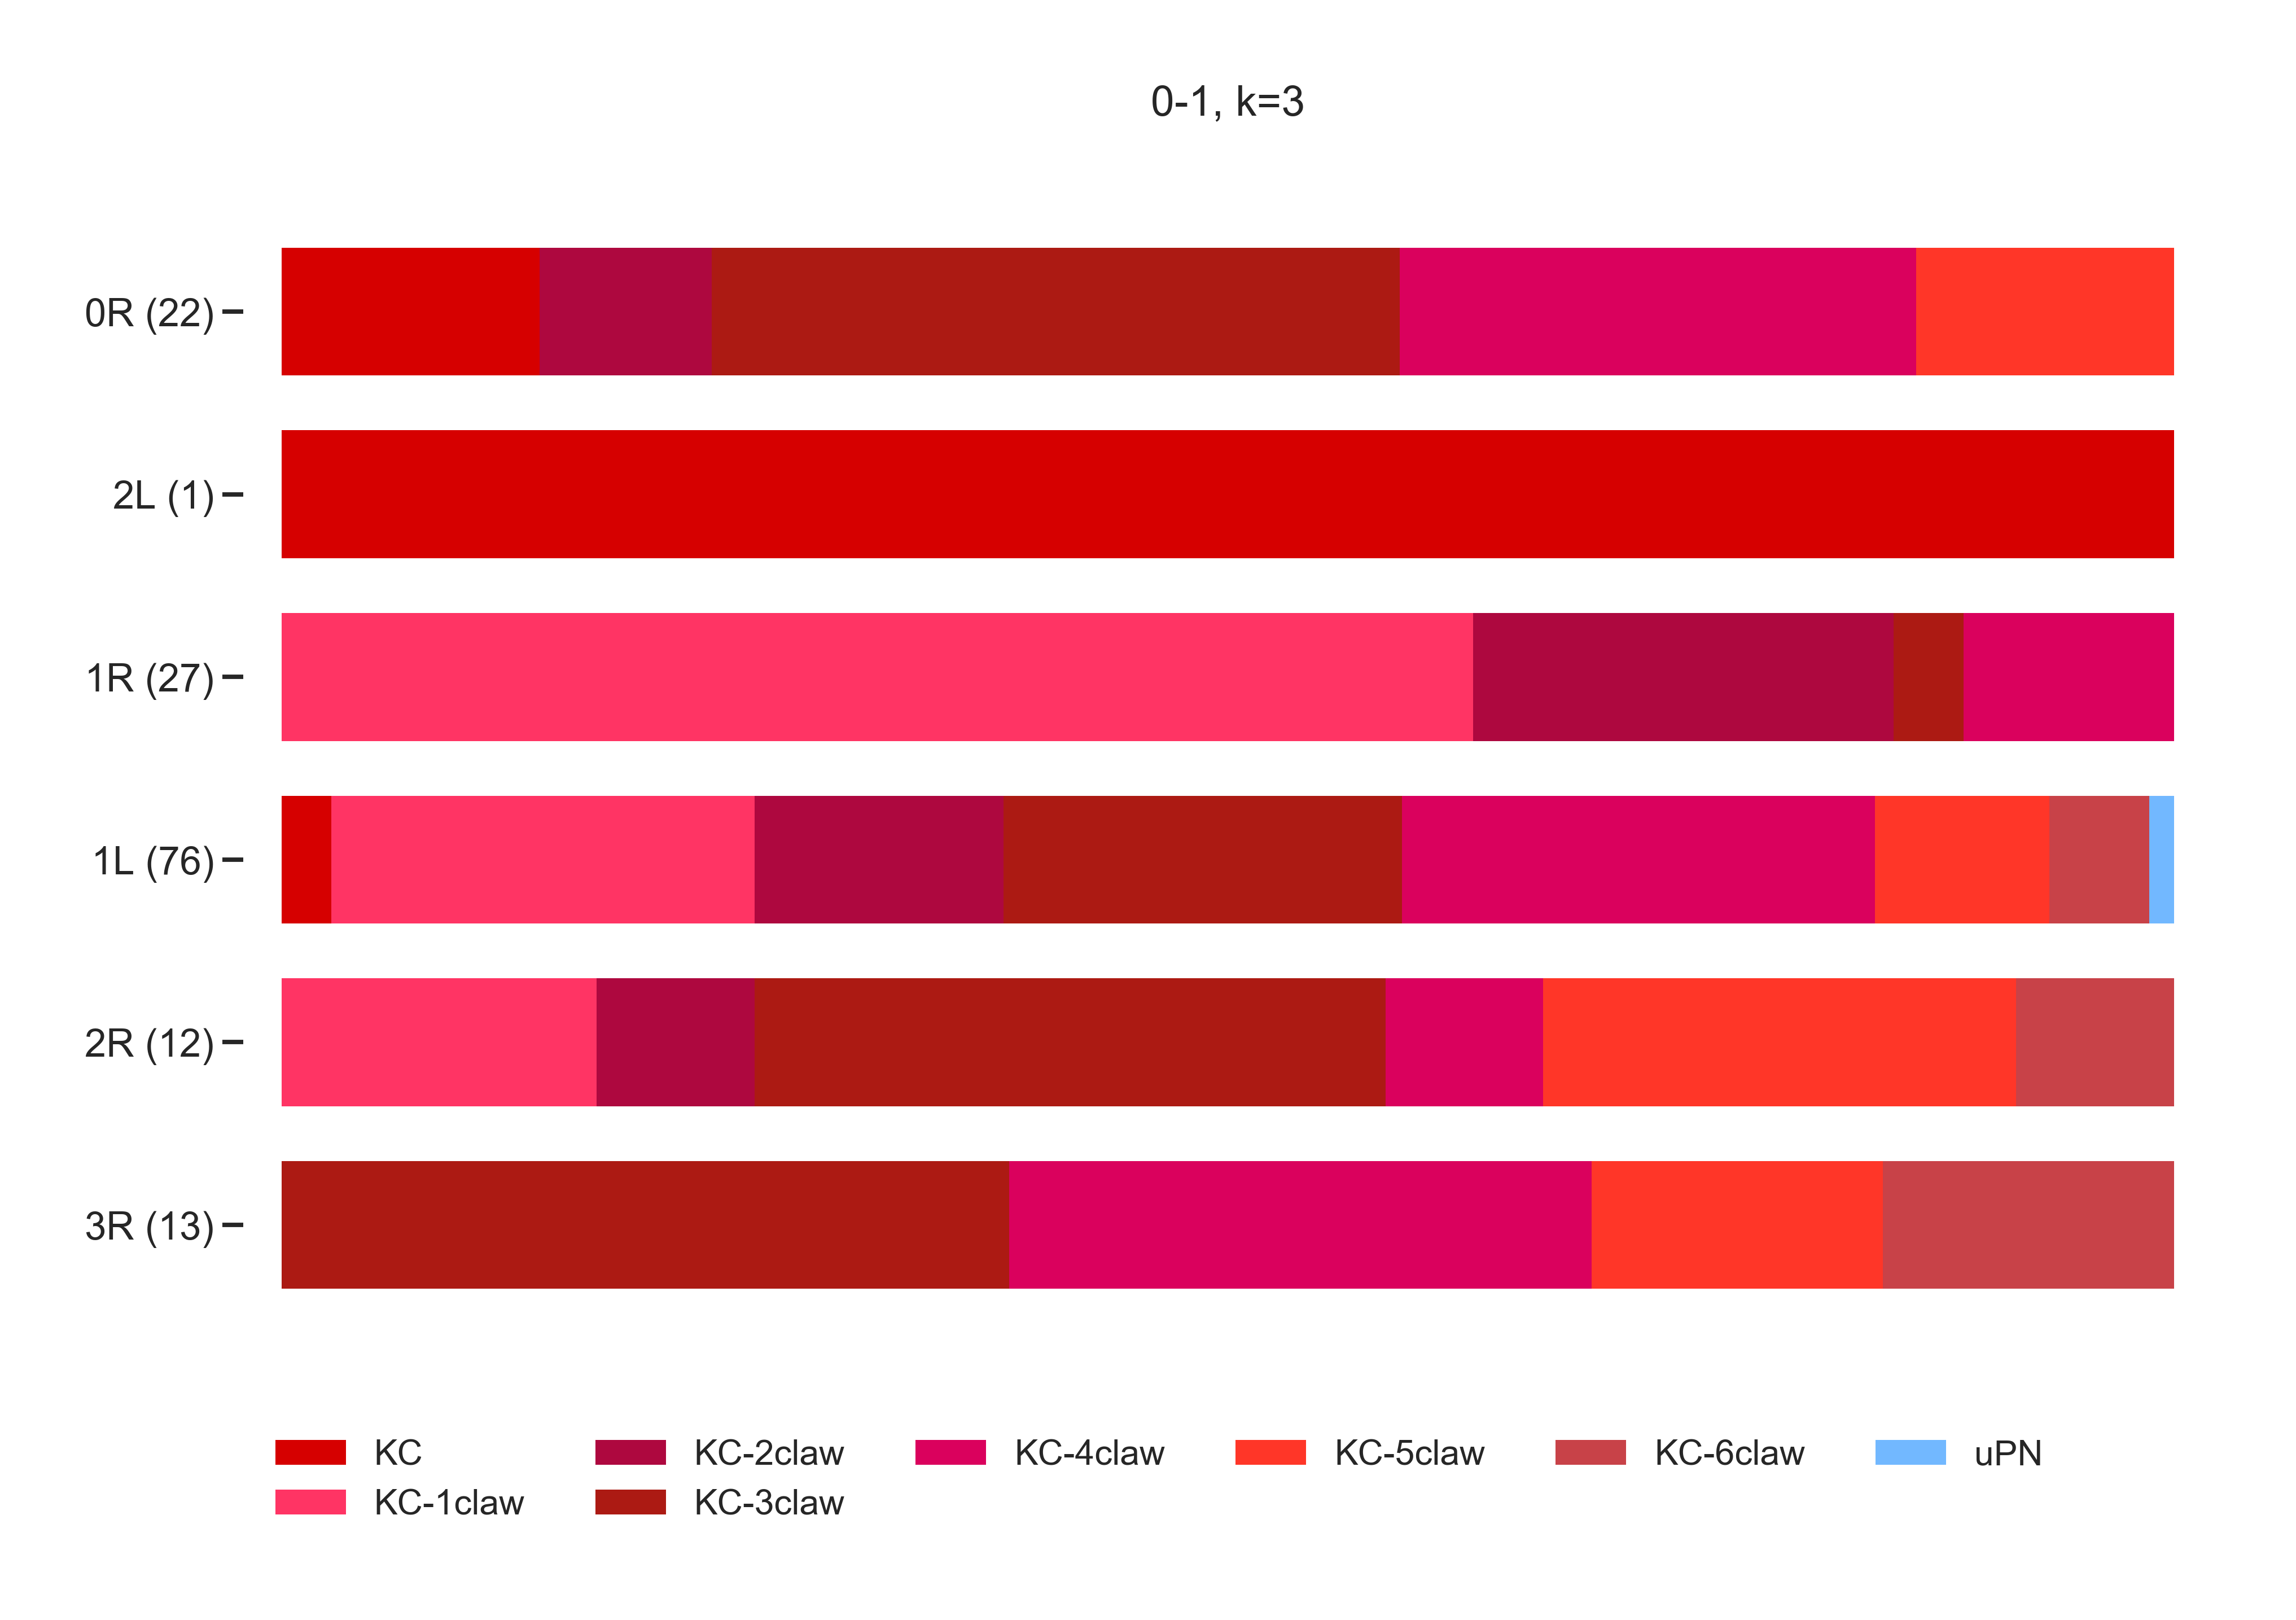 0-1, k=3
0R (22)
2L (1)
1R (27)
1L (76)
2R (12)
3R (13)
KC KC-2claw KC-4claw KC-5claw KC-6claw uPN
KC-1claw KC-3claw